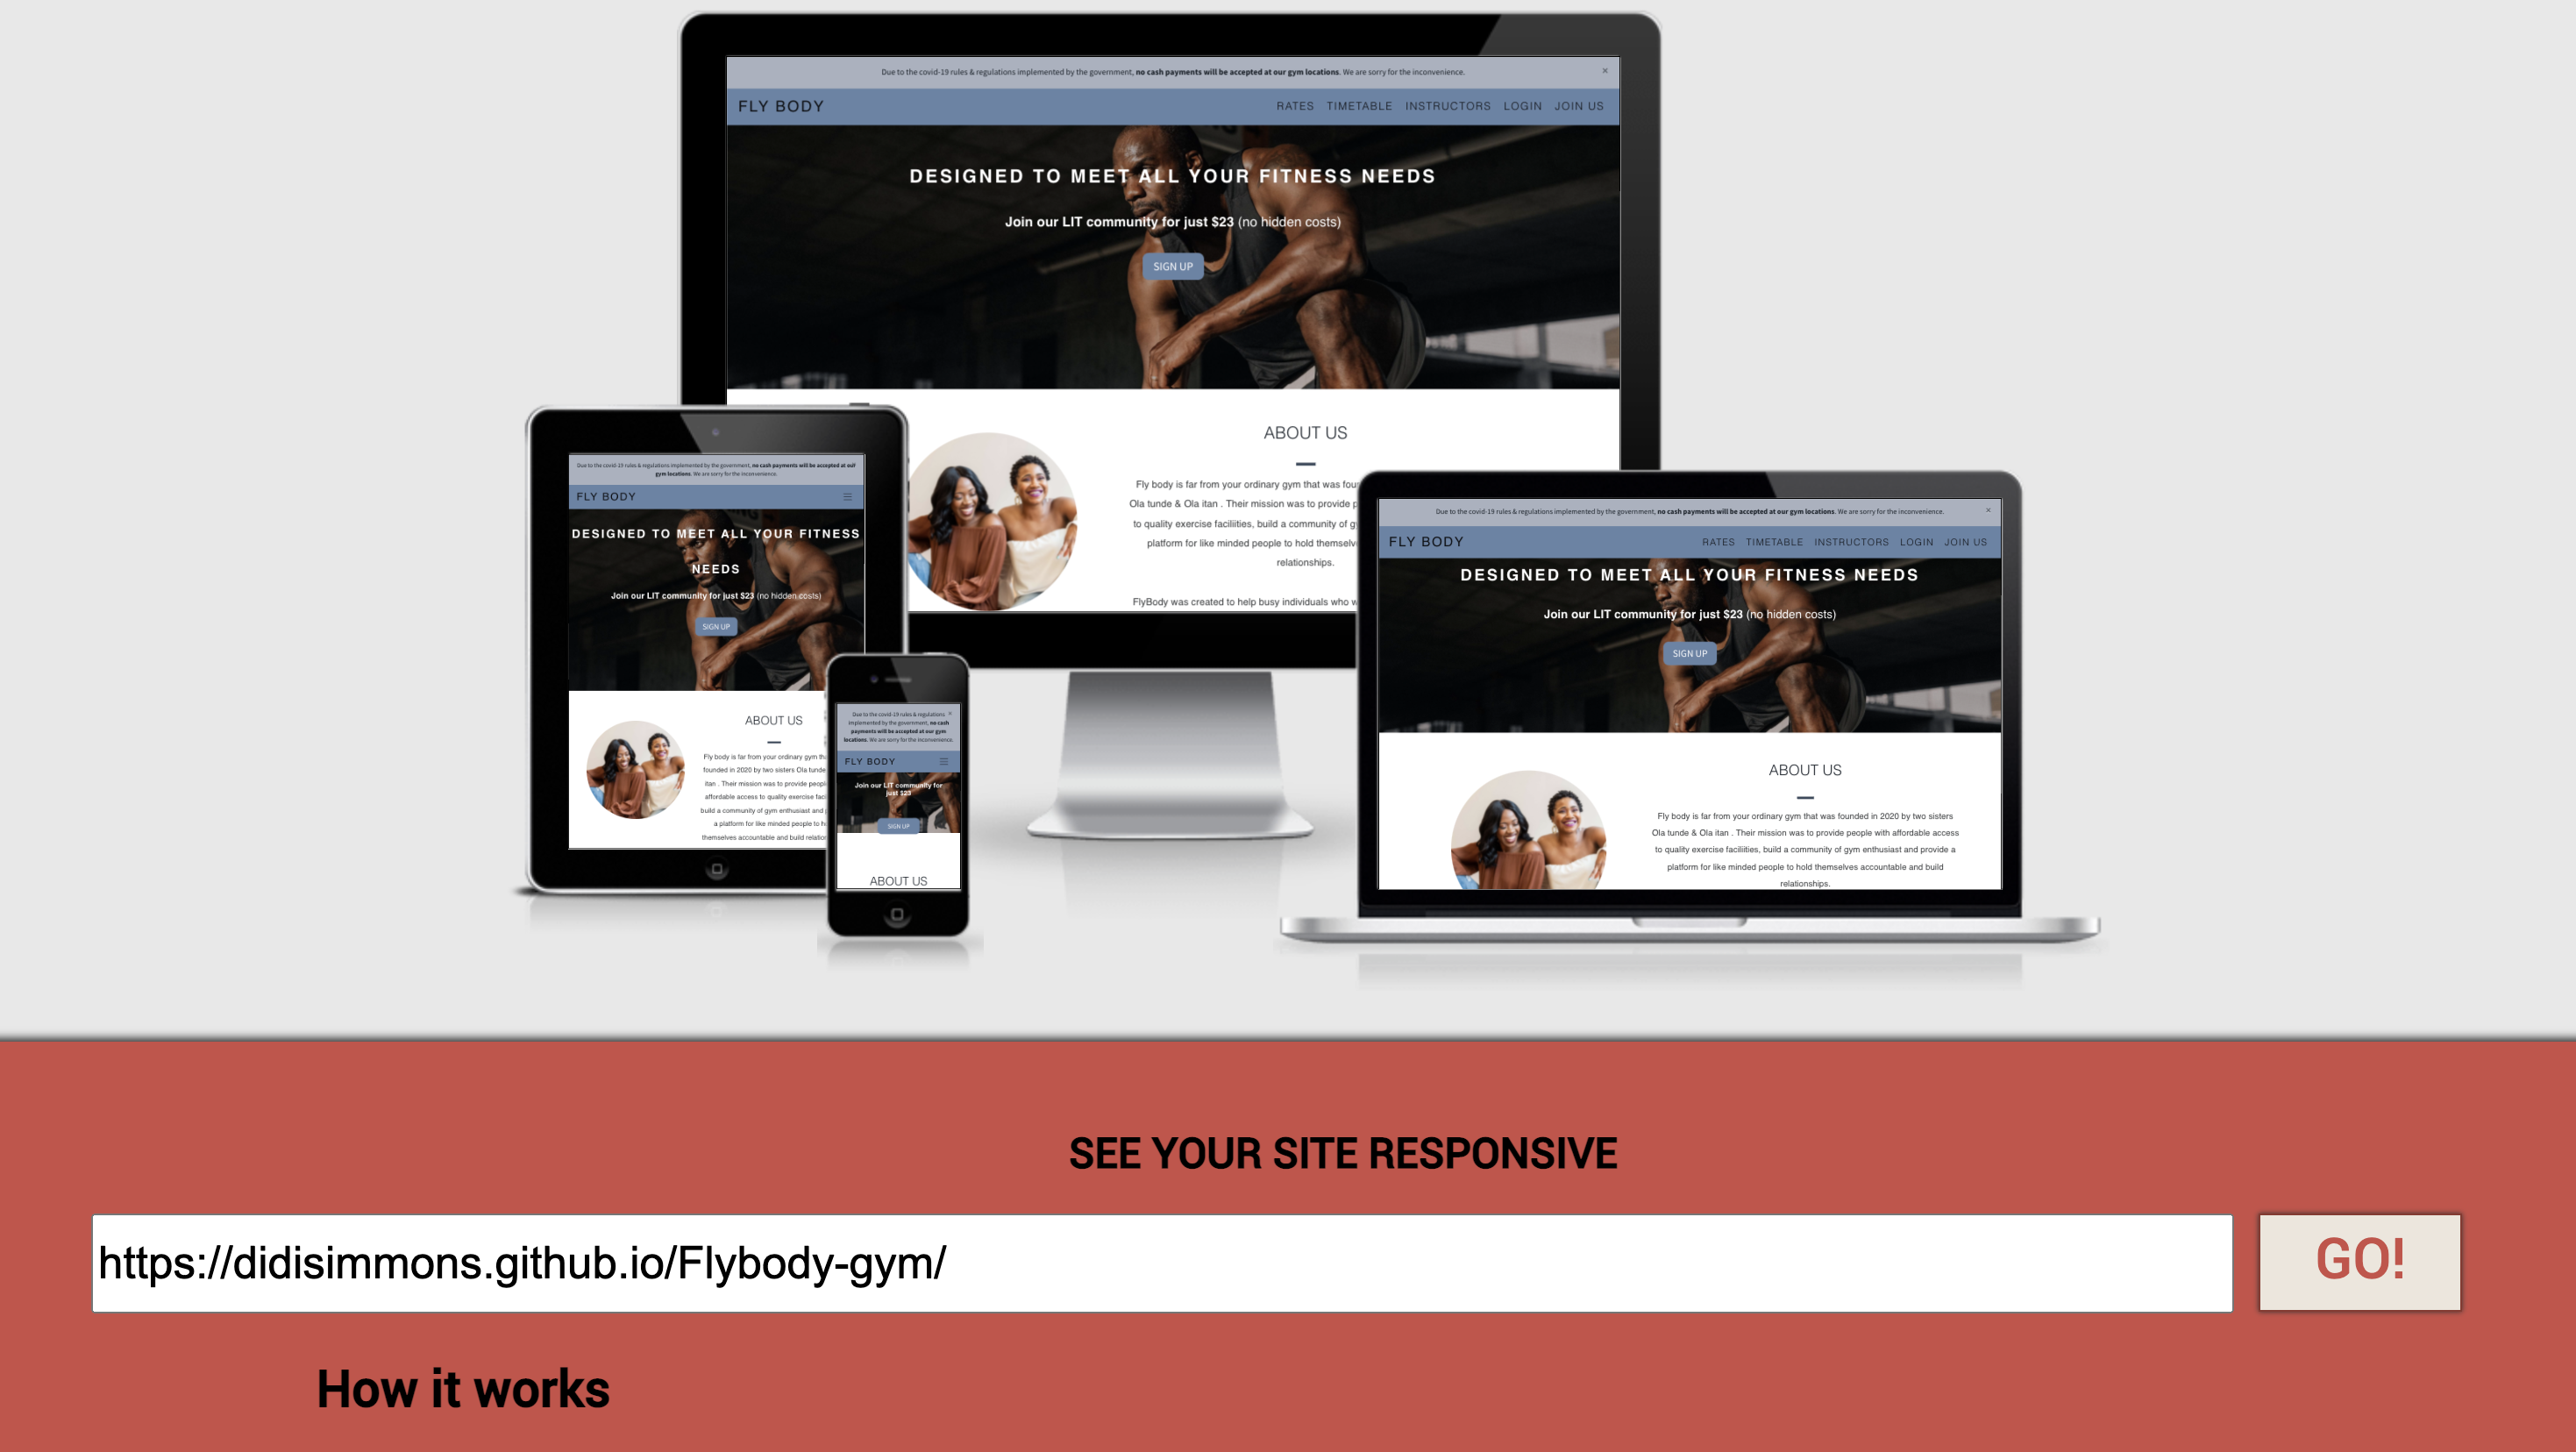 Due to the covid-19 rules & regulations implemented by the government, no cash payments will be accepted at our gym locations. We are sorry for the inconvenience. ×
FLY BODY RATES TIMETABLE INSTRUCTORS LOGIN JOIN US
DESIGNED TO MEET ALL YOUR FITNESS NEEDS
Join our LIT community for just $23 (no hidden costs)
SIGN UP
ABOUT US
Fly body is far from your ordinary gym that was fou
Ola tunde & Ola itan . Their mission was to provide p
to quality exercise faciliities, build a community of g
platform for like minded people to hold themselv
relationships.
FlyBody was created to help busy individuals who w
Due to the covid-19 rules & regulations implemented by the government, no cash payments will be accepted at our
gym locations. We are sorry for the inconvenience.
FLY BODY
DESIGNED TO MEET ALL YOUR FITNESS
NEEDS
Join our LIT community for just $23 (no hidden costs)
SIGN UP
ABOUT US
Fly body is far from your ordinary gym th
founded in 2020 by two sisters Ola tunde
itan . Their mission was to provide peopl
affordable access to quality exercise faci
build a community of gym enthusiast and
a platform for like minded people to h
themselves accountable and build relation
Due to the covid-19 rules & regulations ×
implemented by the government, no cash
payments will be accepted at our gym
locations. We are sorry for the inconvenience.
FLY BODY
Join our LIT community for
just $23
SIGN UP
ABOUT US
Due to the covid-19 rules & regulations implemented by the government, no cash payments will be accepted at our gym locations. We are sorry for the inconvenience. ×
FLY BODY RATES TIMETABLE INSTRUCTORS LOGIN JOIN US
DESIGNED TO MEET ALL YOUR FITNESS NEEDS
Join our LIT community for just $23 (no hidden costs)
SIGN UP
ABOUT US
Fly body is far from your ordinary gym that was founded in 2020 by two sisters
Ola tunde & Ola itan . Their mission was to provide people with affordable access
to quality exercise faciliities, build a community of gym enthusiast and provide a
platform for like minded people to hold themselves accountable and build
relationships.
SEE YOUR SITE RESPONSIVE
https://didisimmons.github.io/Flybody-gym/ GO!
How it works